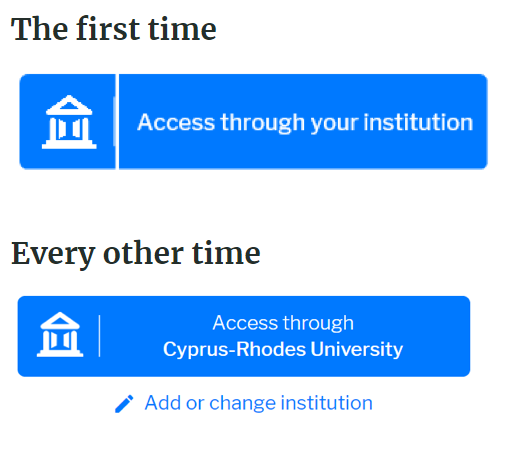 The first time
Access through your institution
Every other time
Access through
Cyprus-Rhodes University
Add or change institution